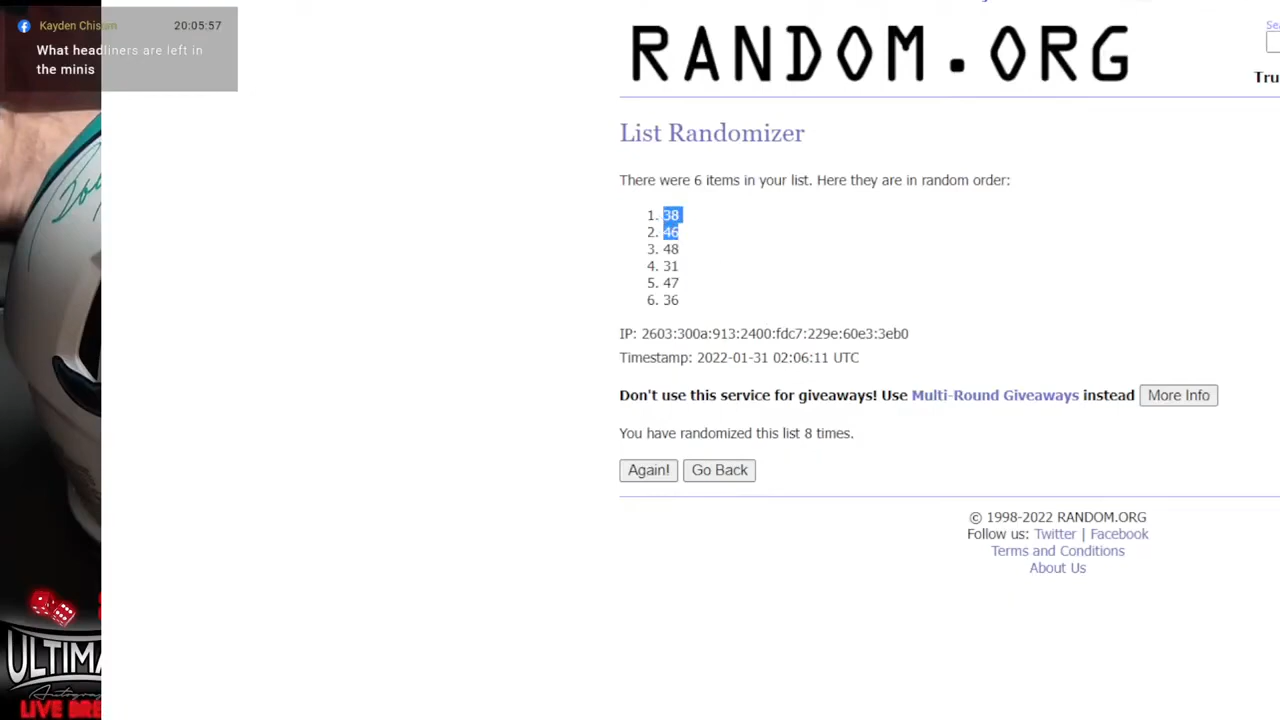 Kayden Chisam 20:05:57
What headliners are left in
the minis
RANDOM.ORG
Tru
List Randomizer
There were 6 items in your list. Here they are in random order:
1. 38
2. 46
3. 48
4. 31
5. 47
6. 36
IP: 2603:300a:913:2400:fdc7:229e:60e3:3eb0
Timestamp: 2022-01-31 02:06:11 UTC
Don't use this service for giveaways! Use Multi-Round Giveaways instead More Info
You have randomized this list 8 times.
Again! Go Back
© 1998-2022 RANDOM.ORG
Follow us: Twitter | Facebook
Terms and Conditions
About Us
ULTIMA
Autogra
LIVE BRE